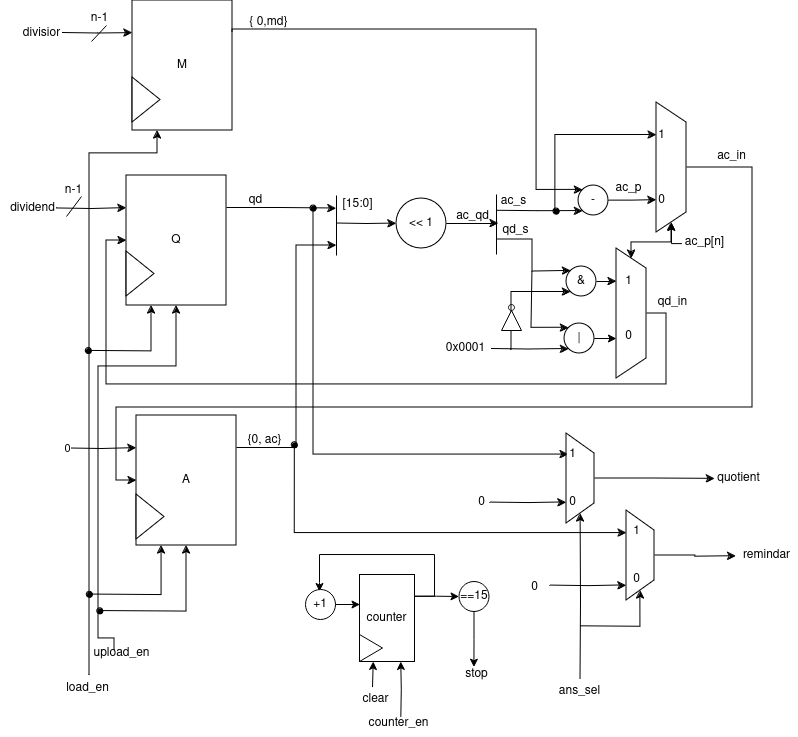 n-1
{ 0,md}
divisior
M
1
ac_in
n-1
qd
[15:0]
ac_s
ac_p
dividend
-
0
ac_qd
<< 1
qd_s
Q
ac_p[n]
&
1
qd_in
|
0
0x0001
0
{0, ac}
1
A
quotient
0
0
1
remindar
0
0
+1
counter
==15
upload_en
stop
load_en
clear
ans_sel
counter_en